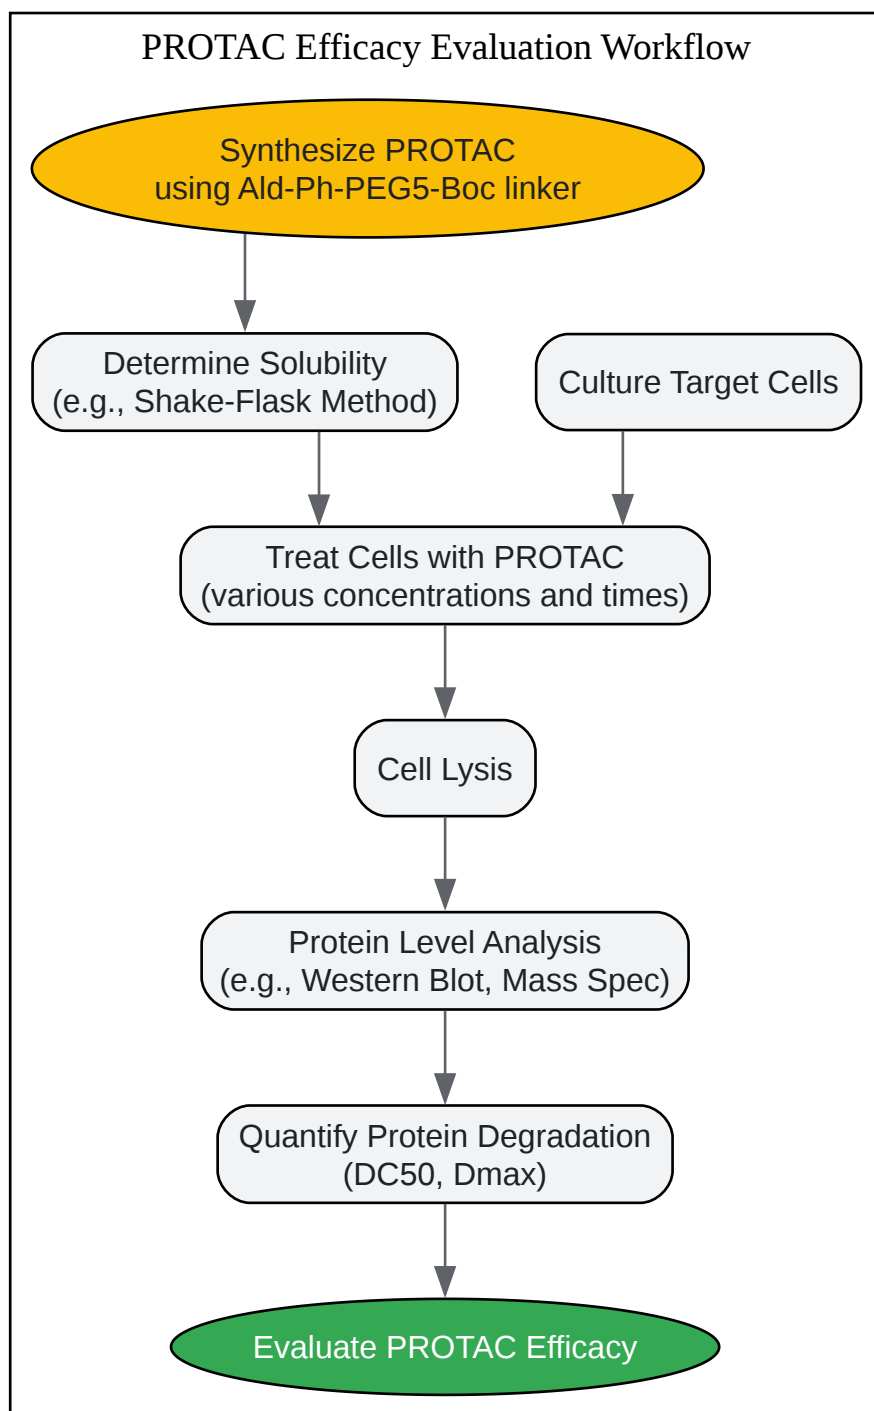 PROTAC Efficacy Evaluation Workflow
Synthesize PROTAC
using Ald-Ph-PEG5-Boc linker
Determine Solubility
(e.g., Shake-Flask Method)
Culture Target Cells
Treat Cells with PROTAC
(various concentrations and times)
Cell Lysis
Protein Level Analysis
(e.g., Western Blot, Mass Spec)
Quantify Protein Degradation
(DC50, Dmax)
Evaluate PROTAC Efficacy